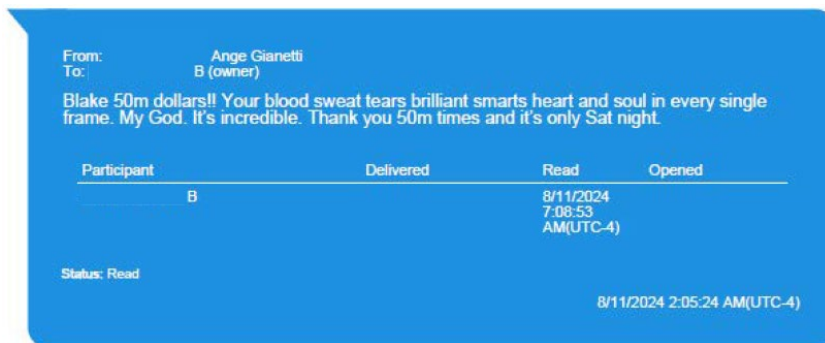 From: Ange Gianetti
To: B (owner)
Blake 50m dollars!! Your blood sweat tears brilliant smarts heart and soul in every single
frame. My God. It's incredible. Thank you 50m times and it's only Sat night.
Participant Delivered Read Opened
B 8/11/2024
7:08:53
AM(UTC-4)
Status: Read
8/11/2024 2:05:24 AM(UTC-4)